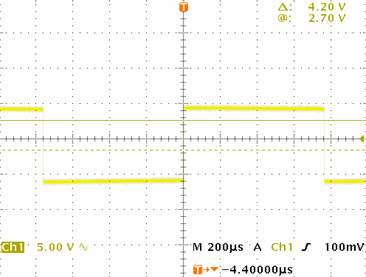 Δ: 4.20 V
@: 2.70 V
Ch1 5.00 V M 200µs A Ch1 100mV
T −4.40000µs